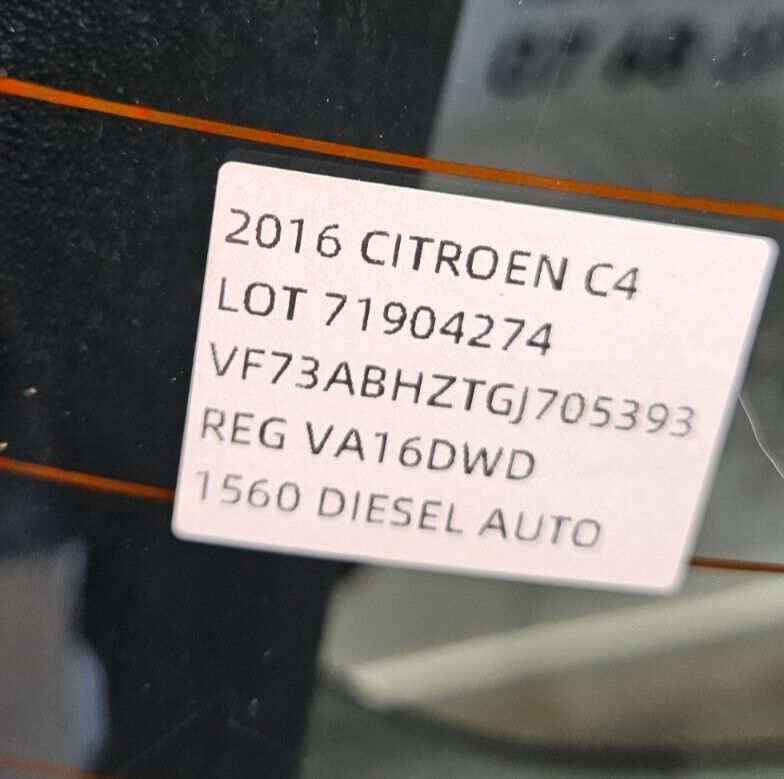 2016 CITROEN C4
LOT 71904274
VF73ABHZTGJ705393
REG VA16DWD
1560 DIESEL AUTO